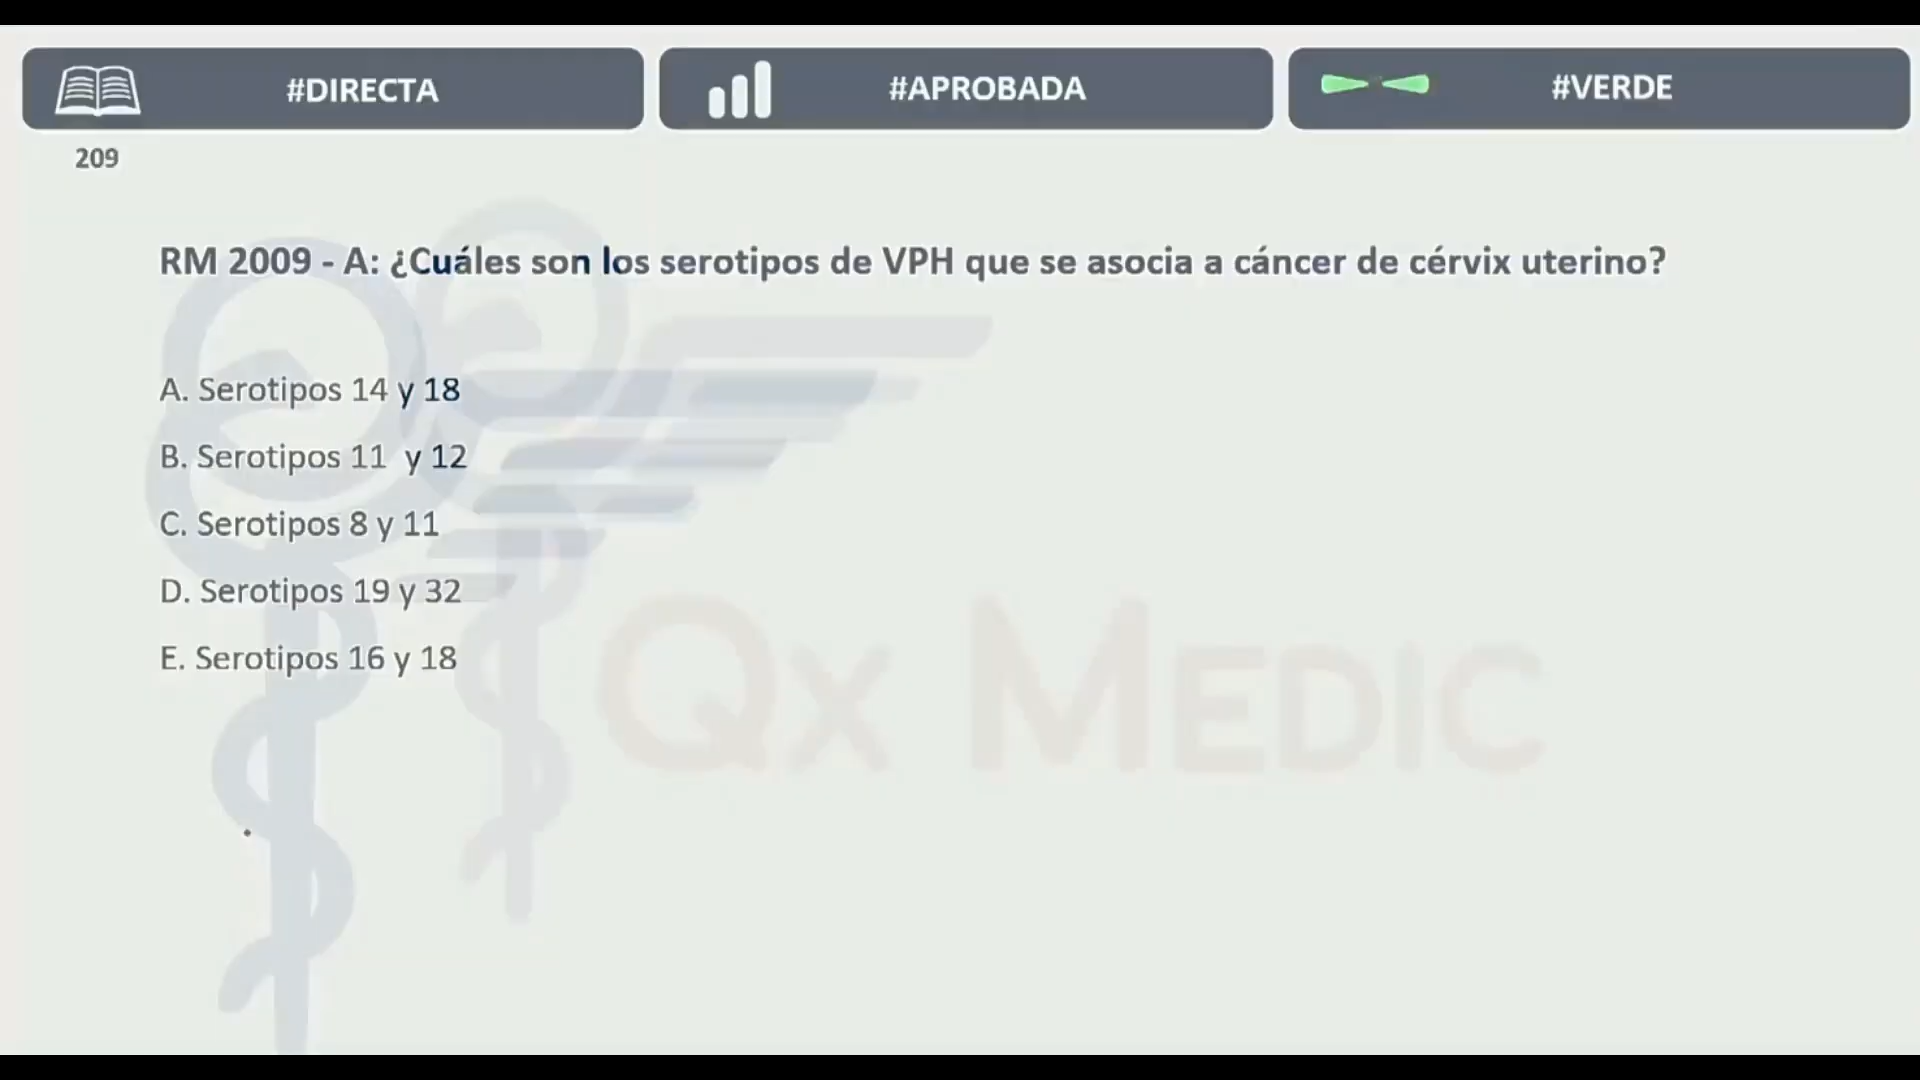 #DIRECTA
#APROBADA
#VERDE
209
RM 2009 - A: ¿Cuáles son los serotipos de VPH que se asocia a cáncer de cérvix uterino?
A. Serotipos 14 y 18
B. Serotipos 11 y 12
C. Serotipos 8 y 11
D. Serotipos 19 y 32
E. Serotipos 16 y 18
QX MEDIC